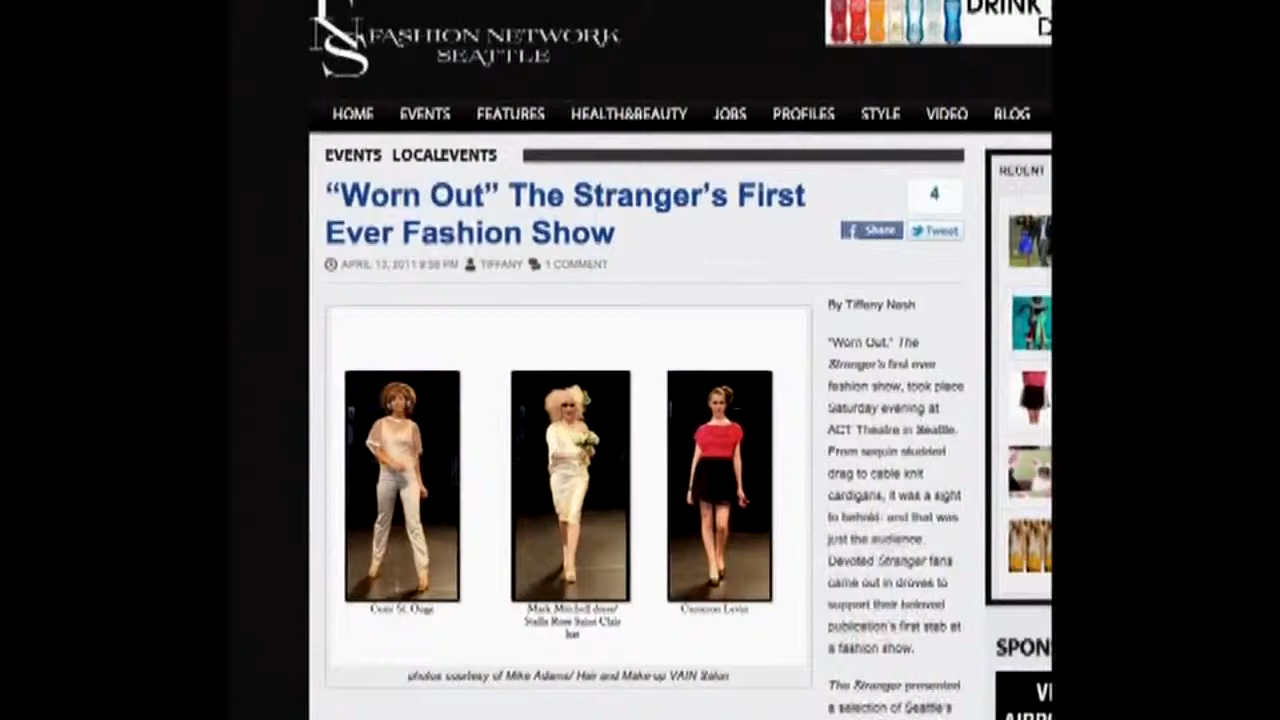 FNS
FASHION NETWORK
SEATTLE
DRINK
HOME EVENTS FEATURES HEALTH&BEAUTY JOBS PROFILES STYLE VIDEO BLOG
EVENTS LOCALEVENTS
RECENT
“Worn Out” The Stranger’s First
Ever Fashion Show
4
Share
Tweet
APRIL 13, 2011 9:58 PM TIFFANY 1 COMMENT
By Tiffany Nash
"Worn Out," The
Stranger's first ever
fashion show, took place
Saturday evening at
ACT Theatre in Seattle.
From sequin studded
drag to cable knit
cardigans, it was a sight
to behold- and that was
just the audience.
Devoted Stranger fans
came out in droves to
support their beloved
publication's first stab at
a fashion show.
The Stranger presented
a selection of Seattle's
Mark Mitchell dress/
Stella Rose Saint Clair
hat
Cameron Levin
photos courtesy of Mike Adams/ Hair and Make-up VAIN Salon
SPON